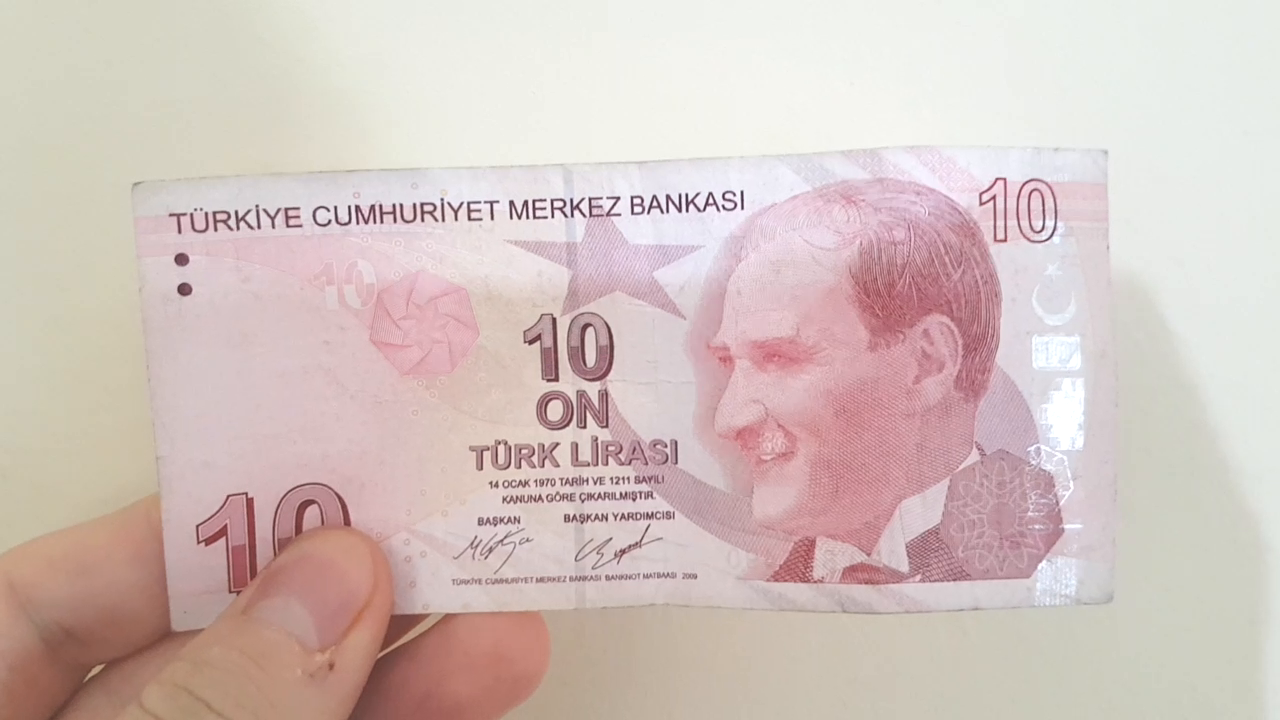 TÜRKİYE CUMHURİYET MERKEZ BANKASI
10
10
10
ON
TÜRK LİRASI
14 OCAK 1970 TARİH VE 1211 SAYILI
KANUNA GÖRE ÇIKARILMIŞTIR.
BAŞKAN
BAŞKAN YARDIMCISI
10
TÜRKİYE CUMHURİYET MERKEZ BANKASI BANKNOT MATBAASI 2009